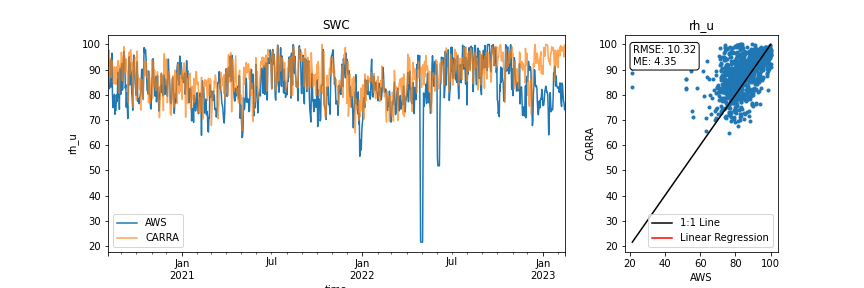 SWC
rh_u
100
90
80
70
60
50
40
30
20
AWS
CARRA
Jan
2021
Jul
Jan
2022
Jul
Jan
2023
time
rh_u
CARRA
100
90
80
70
60
50
40
30
20
RMSE: 10.32
ME: 4.35
1:1 Line
Linear Regression
20 40 60 80 100
AWS